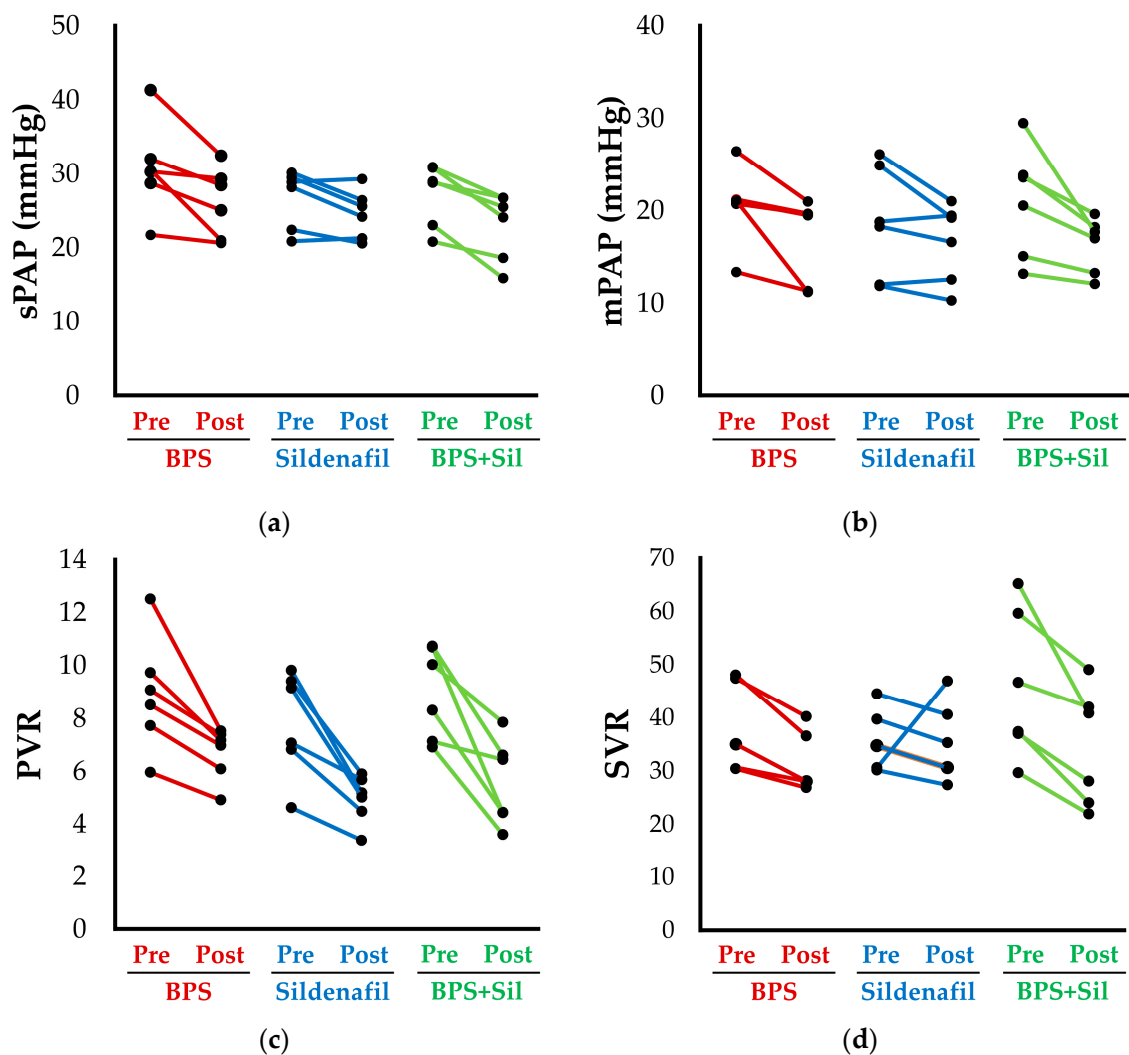 50
40
30
20
10
0
sPAP (mmHg)
Pre Post Pre Post Pre Post
BPS Sildenafil BPS+Sil
(a)
40
30
20
10
0
mPAP (mmHg)
Pre Post Pre Post Pre Post
BPS Sildenafil BPS+Sil
(b)
14
12
10
8
6
4
2
0
PVR
Pre Post Pre Post Pre Post
BPS Sildenafil BPS+Sil
(c)
70
60
50
40
30
20
10
0
SVR
Pre Post Pre Post Pre Post
BPS Sildenafil BPS+Sil
(d)